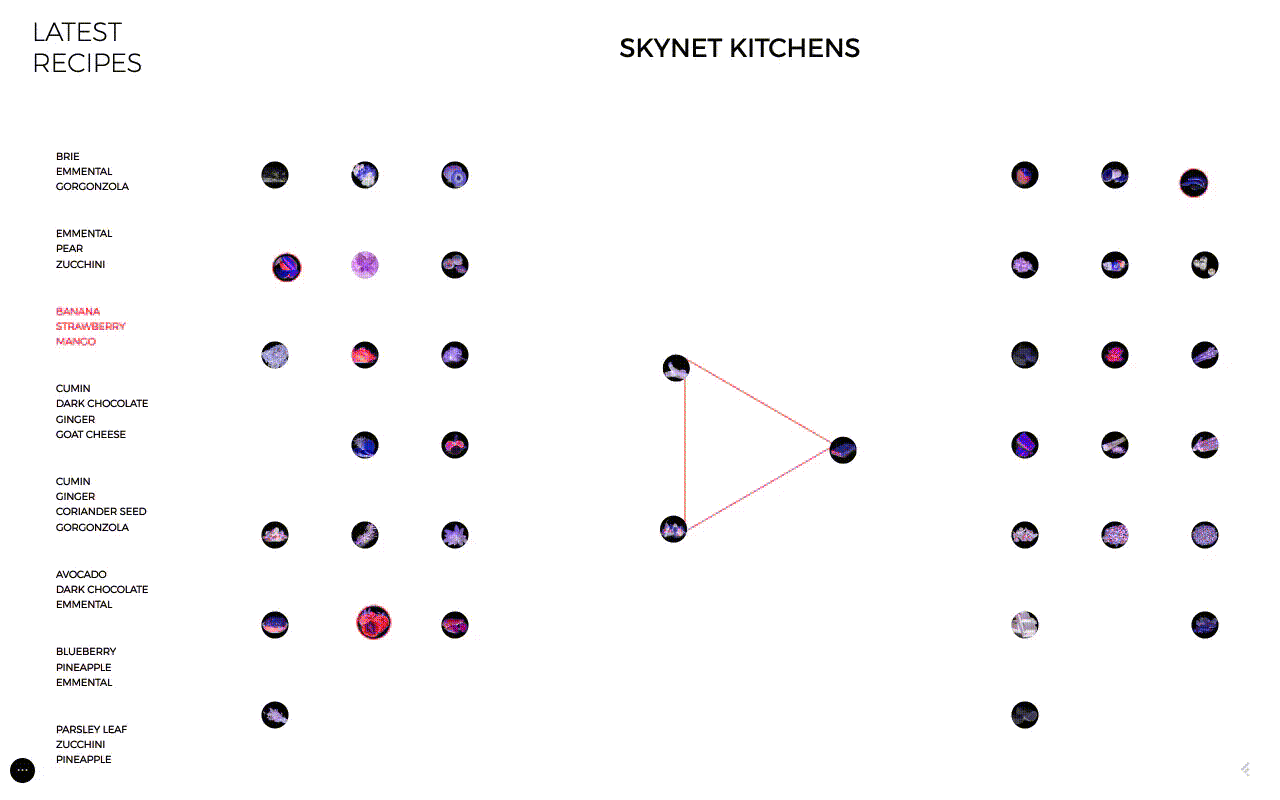 LATEST
RECIPES
SKYNET KITCHENS
BRIE
EMMENTAL
GORGONZOLA
EMMENTAL
PEAR
ZUCCHINI
BANANA
STRAWBERRY
MANGO
CUMIN
DARK CHOCOLATE
GINGER
GOAT CHEESE
CUMIN
GINGER
CORIANDER SEED
GORGONZOLA
AVOCADO
DARK CHOCOLATE
EMMENTAL
BLUEBERRY
PINEAPPLE
EMMENTAL
PARSLEY LEAF
ZUCCHINI
PINEAPPLE